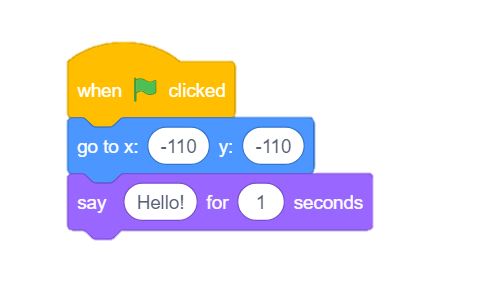 when clicked
go to x: -110 y: -110
say Hello! for 1 seconds